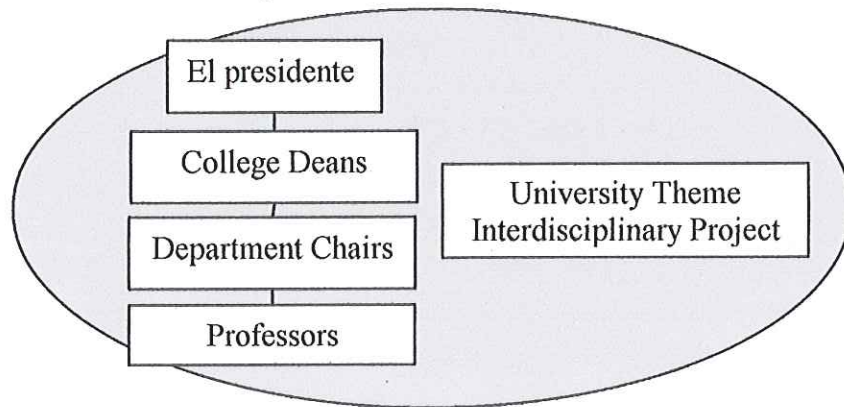 El presidente
College Deans
Department Chairs
Professors
University Theme
Interdisciplinary Project